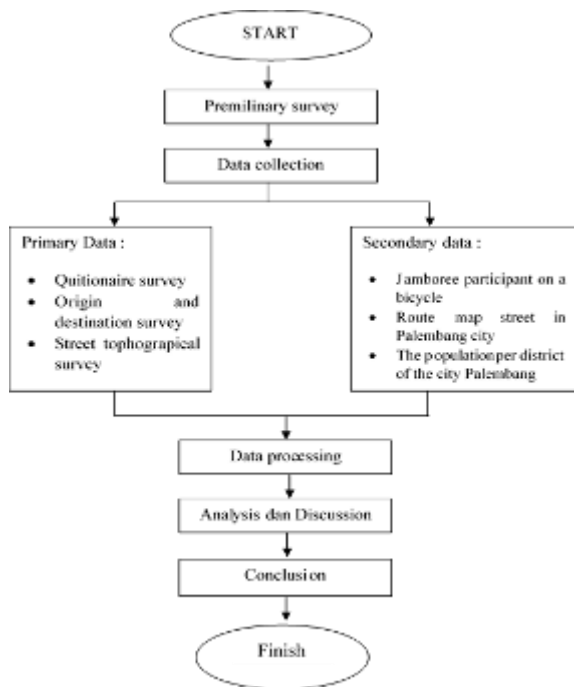 START
Premilinary survey
Data collection
Primary Data :
• Quitionaire survey
• Origin and
destination survey
• Street tophograpical
survey
Secondary data :
• Jamboree participant on a
bicycle
• Route map street in
Palembang city
• The population per district
of the city Palembang
Data processing
Analysis dan Discussion
Conclusion
Finish